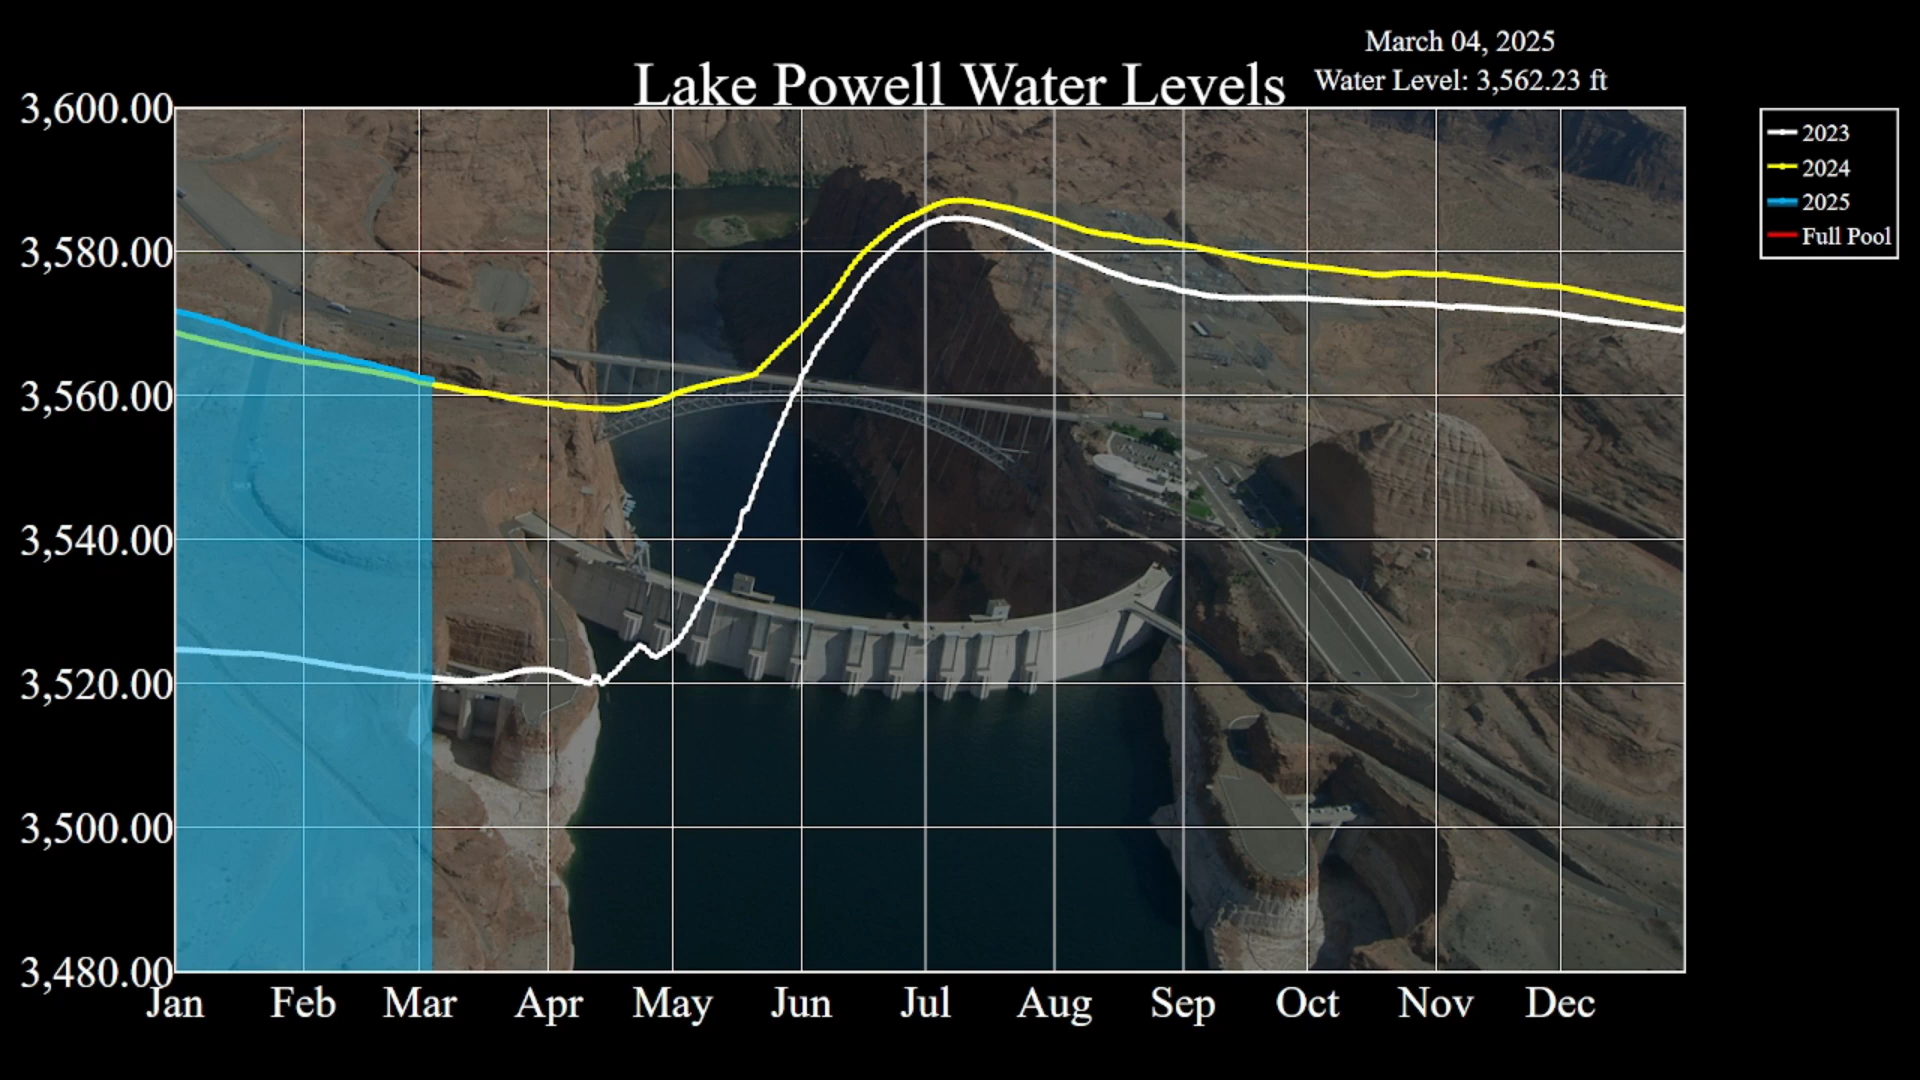 March 04, 2025
Lake Powell Water Levels
Water Level: 3,562.23 ft
3,600.00
3,580.00
3,560.00
3,540.00
3,520.00
3,500.00
3,480.00
Jan Feb Mar Apr May Jun Jul Aug Sep Oct Nov Dec
2023
2024
2025
Full Pool